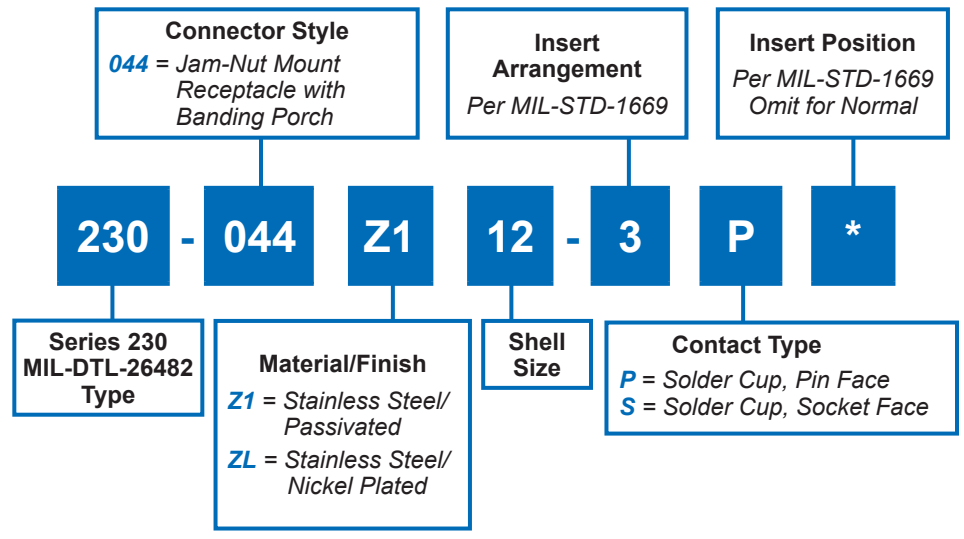 Connector Style
044 = Jam-Nut Mount
Receptacle with
Banding Porch
Insert
Arrangement
Per MIL-STD-1669
Insert Position
Per MIL-STD-1669
Omit for Normal
230 - 044 Z1 12 - 3 P *
Series 230
MIL-DTL-26482
Type
Material/Finish
Z1 = Stainless Steel/
Passivated
ZL = Stainless Steel/
Nickel Plated
Shell
Size
Contact Type
P = Solder Cup, Pin Face
S = Solder Cup, Socket Face